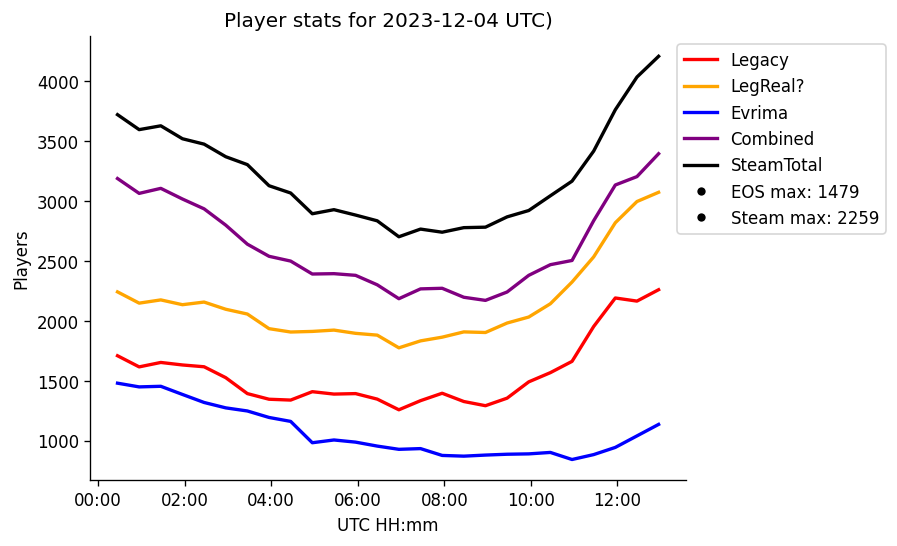 Player stats for 2023-12-04 UTC)
Legacy
LegReal?
Evrima
Combined
SteamTotal
EOS max: 1479
Steam max: 2259
Players
4000
3500
3000
2500
2000
1500
1000
00:00 02:00 04:00 06:00 08:00 10:00 12:00
UTC HH:mm